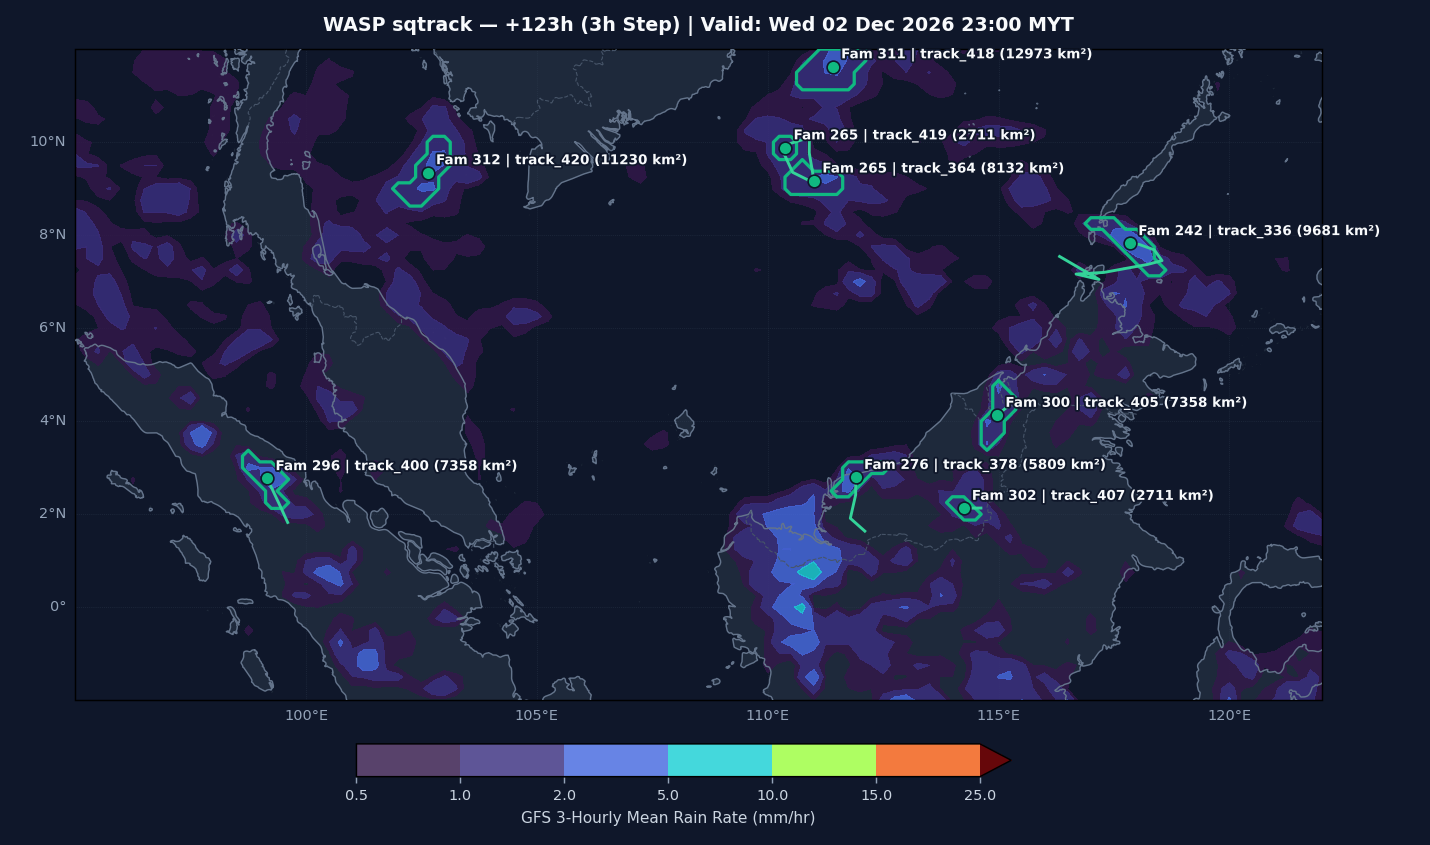 WASP sqtrack — +123h (3h Step) | Valid: Wed 02 Dec 2026 23:00 MYT
Fam 311 | track_418 (12973 km²)
10°N
Fam 265 | track_419 (2711 km²)
Fam 312 | track_420 (11230 km²)
Fam 265 | track_364 (8132 km²)
8°N
Fam 242 | track_336 (9681 km²)
6°N
4°N
Fam 300 | track_405 (7358 km²)
Fam 296 | track_400 (7358 km²)
Fam 276 | track_378 (5809 km²)
Fam 302 | track_407 (2711 km²)
2°N
0°
100°E 105°E 110°E 115°E 120°E
0.5 1.0 2.0 5.0 10.0 15.0 25.0
GFS 3-Hourly Mean Rain Rate (mm/hr)